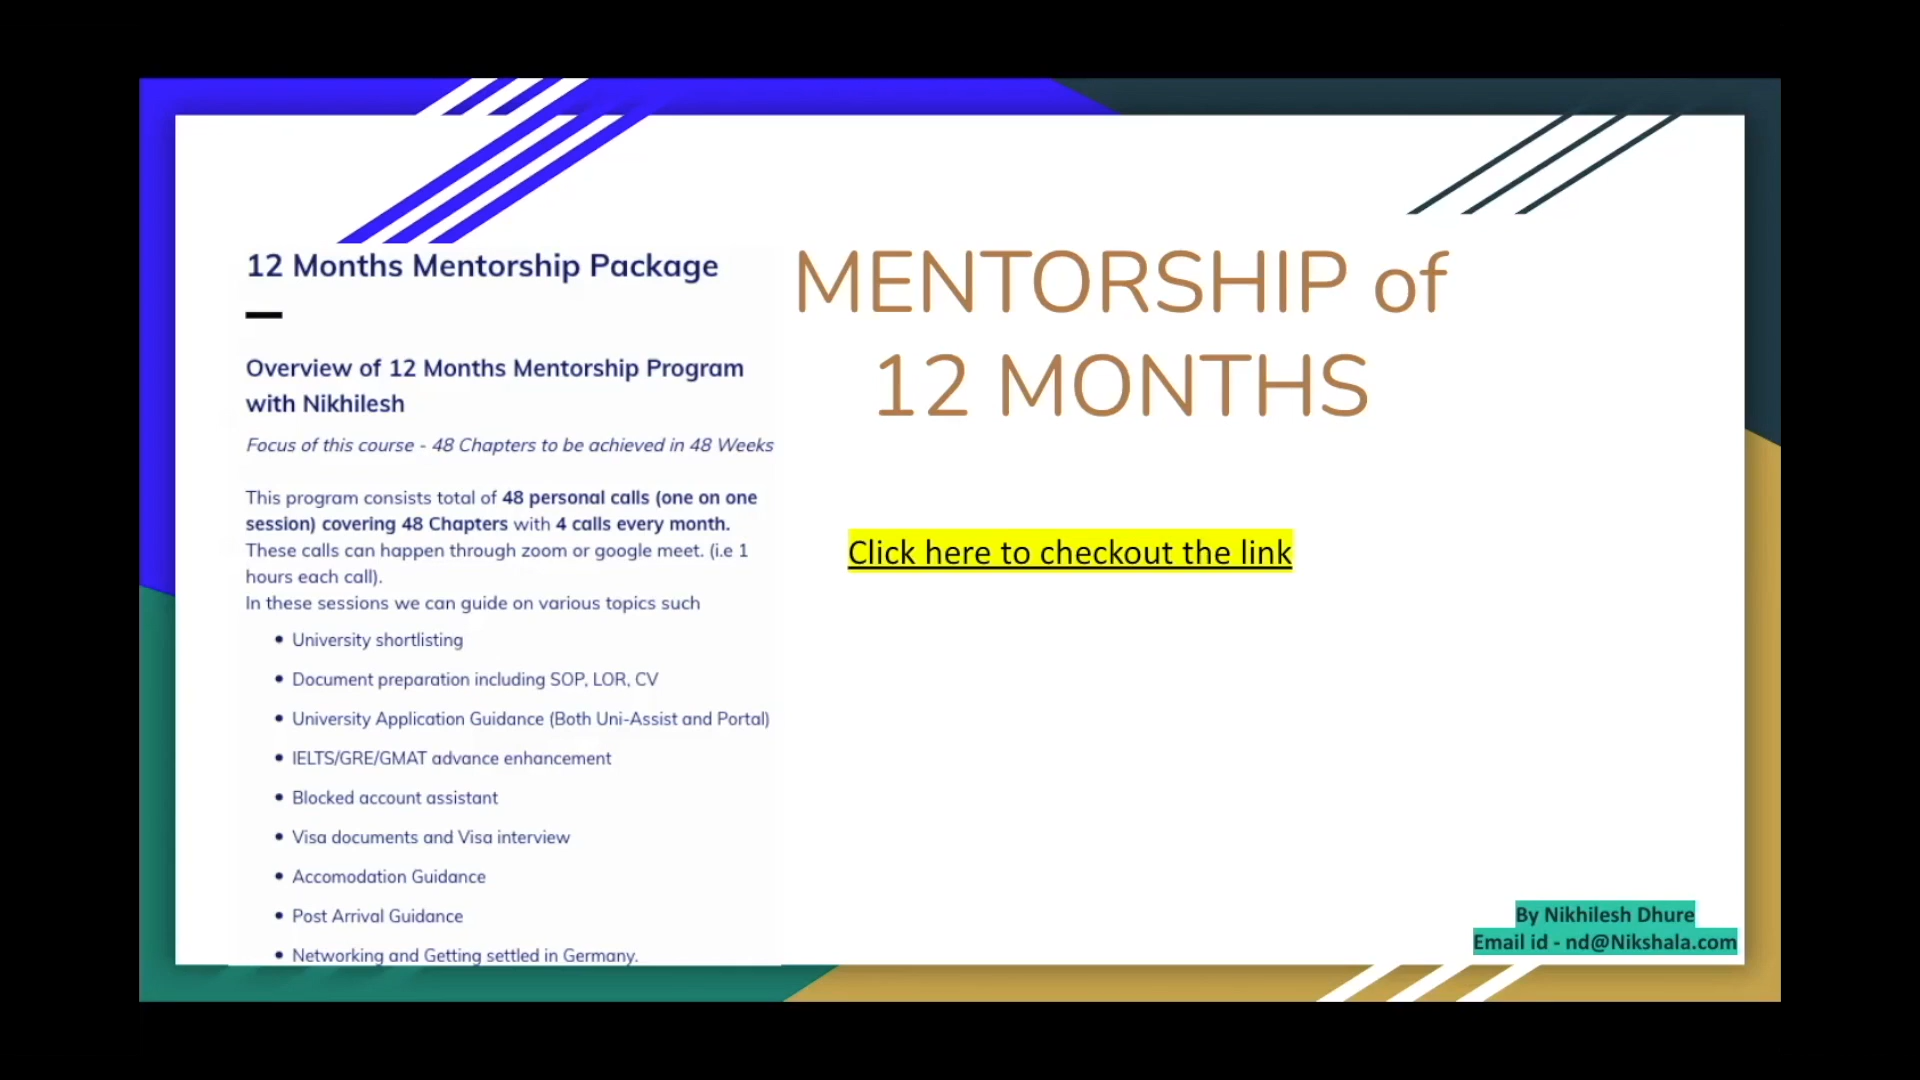 12 Months Mentorship Package
Overview of 12 Months Mentorship Program
with Nikhilesh
Focus of this course - 48 Chapters to be achieved in 48 Weeks
This program consists total of 48 personal calls (one on one
session) covering 48 Chapters with 4 calls every month.
These calls can happen through zoom or google meet. (i.e 1
hours each call).
In these sessions we can guide on various topics such
• University shortlisting
• Document preparation including SOP, LOR, CV
• University Application Guidance (Both Uni-Assist and Portal)
• IELTS/GRE/GMAT advance enhancement
• Blocked account assistant
• Visa documents and Visa interview
• Accomodation Guidance
• Post Arrival Guidance
• Networking and Getting settled in Germany.
MENTORSHIP of
12 MONTHS
Click here to checkout the link
By Nikhilesh Dhure
Email id - nd@Nikshala.com